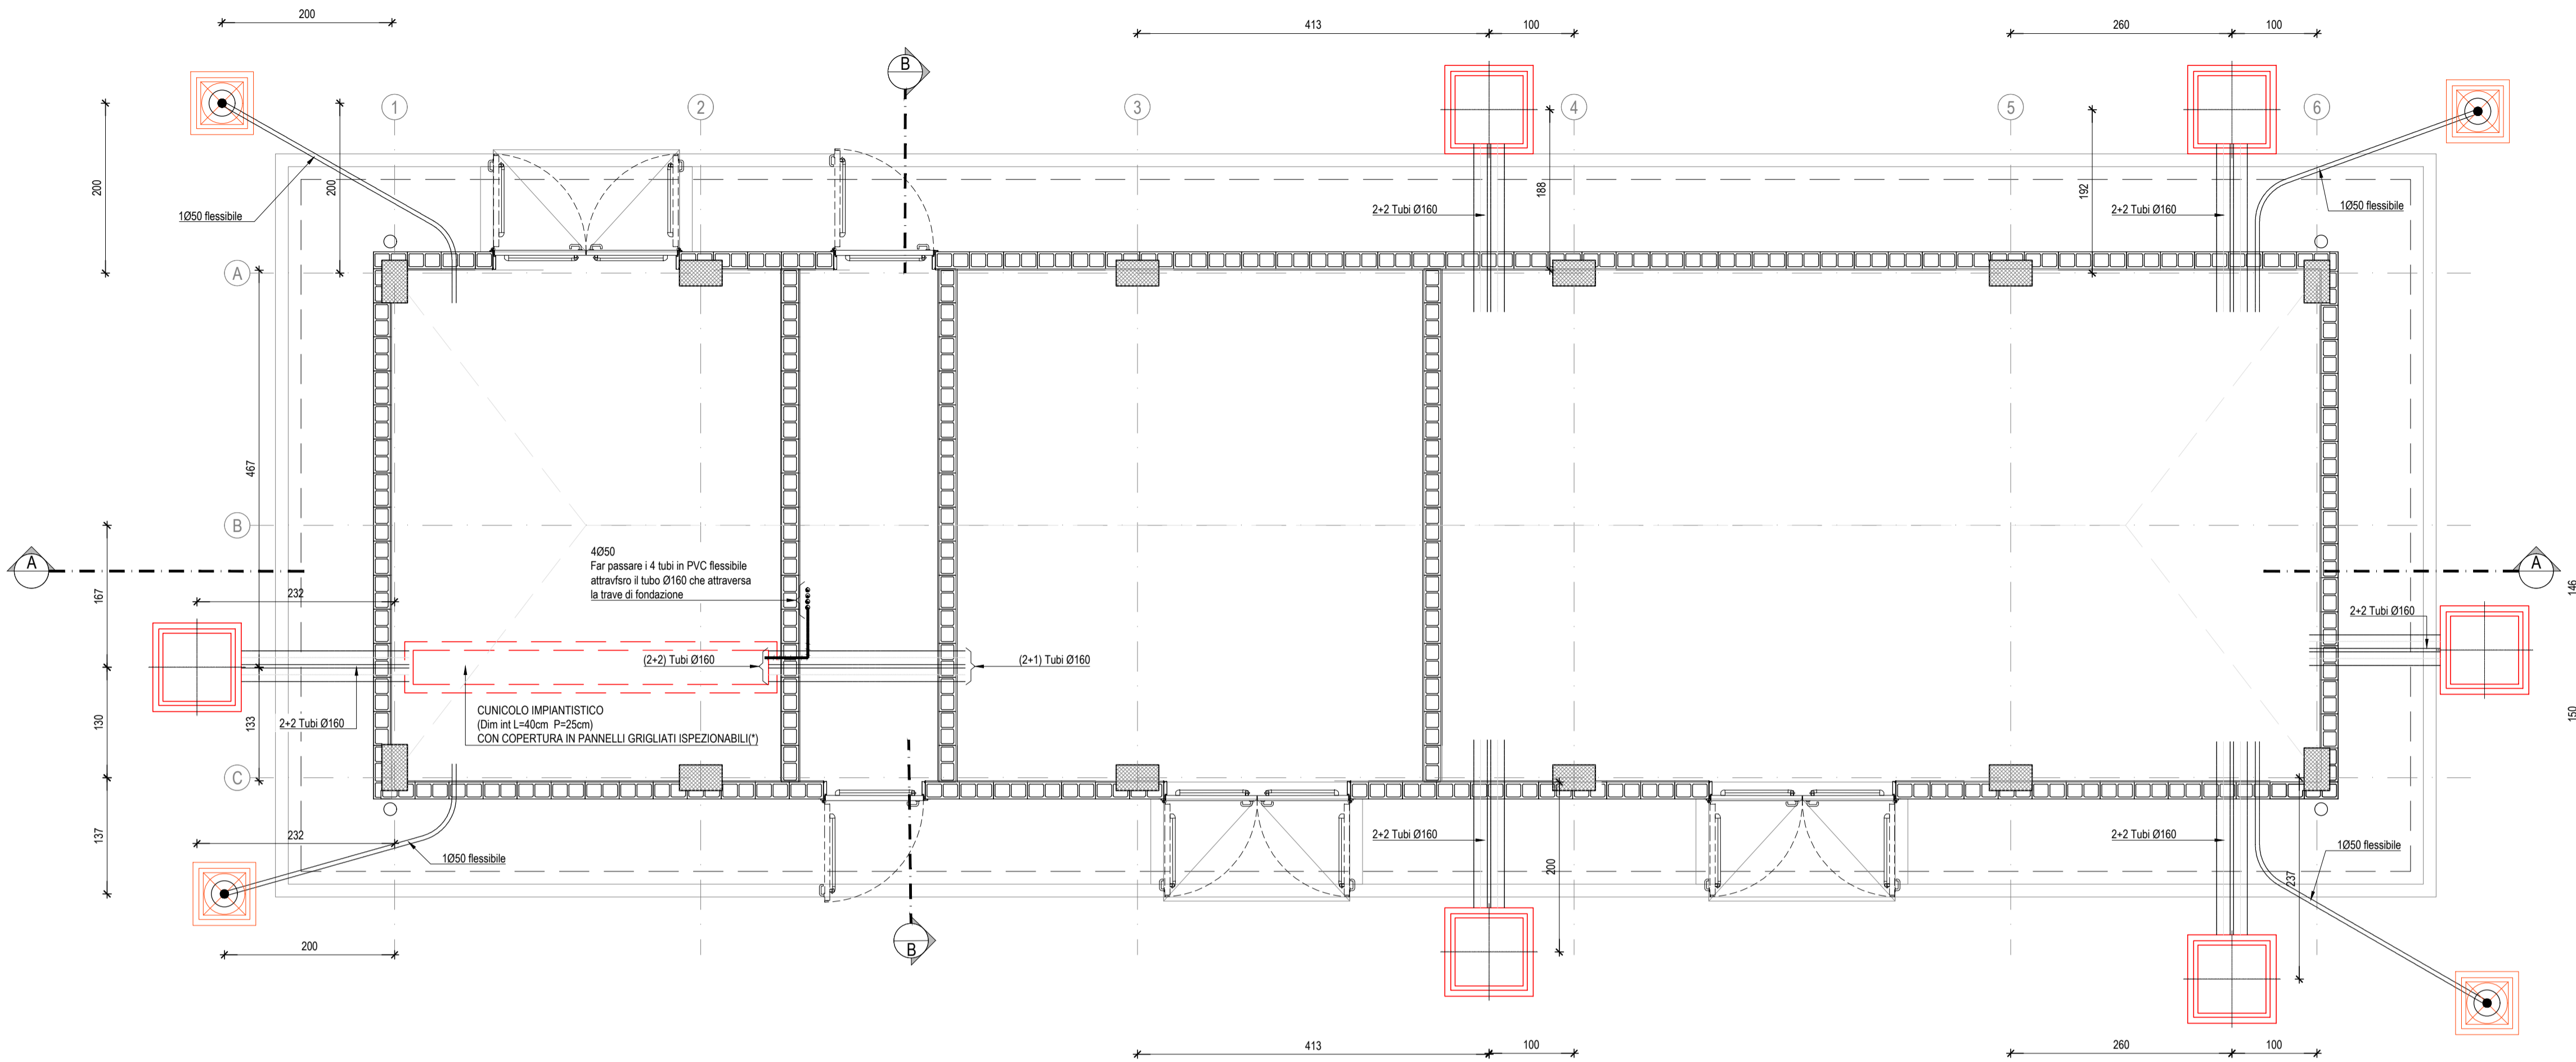 200
413
100
260
100
B
1
2
3
4
5
6
200
200
188
192
1Ø50 flessibile
2+2 Tubi Ø160
2+2 Tubi Ø160
1Ø50 flessibile
A
467
B
4Ø50
Far passare i 4 tubi in PVC flessibile
attravfsro il tubo Ø160 che attraversa
la trave di fondazione
A
A
167
232
146
2+2 Tubi Ø160
(2+2) Tubi Ø160
(2+1) Tubi Ø160
CUNICOLO IMPIANTISTICO
(Dim int L=40cm P=25cm)
CON COPERTURA IN PANNELLI GRIGLIATI ISPEZIONABILI(*)
130
133
2+2 Tubi Ø160
150
C
137
232
1Ø50 flessibile
2+2 Tubi Ø160
2+2 Tubi Ø160
1Ø50 flessibile
200
237
200
B
413
100
260
100